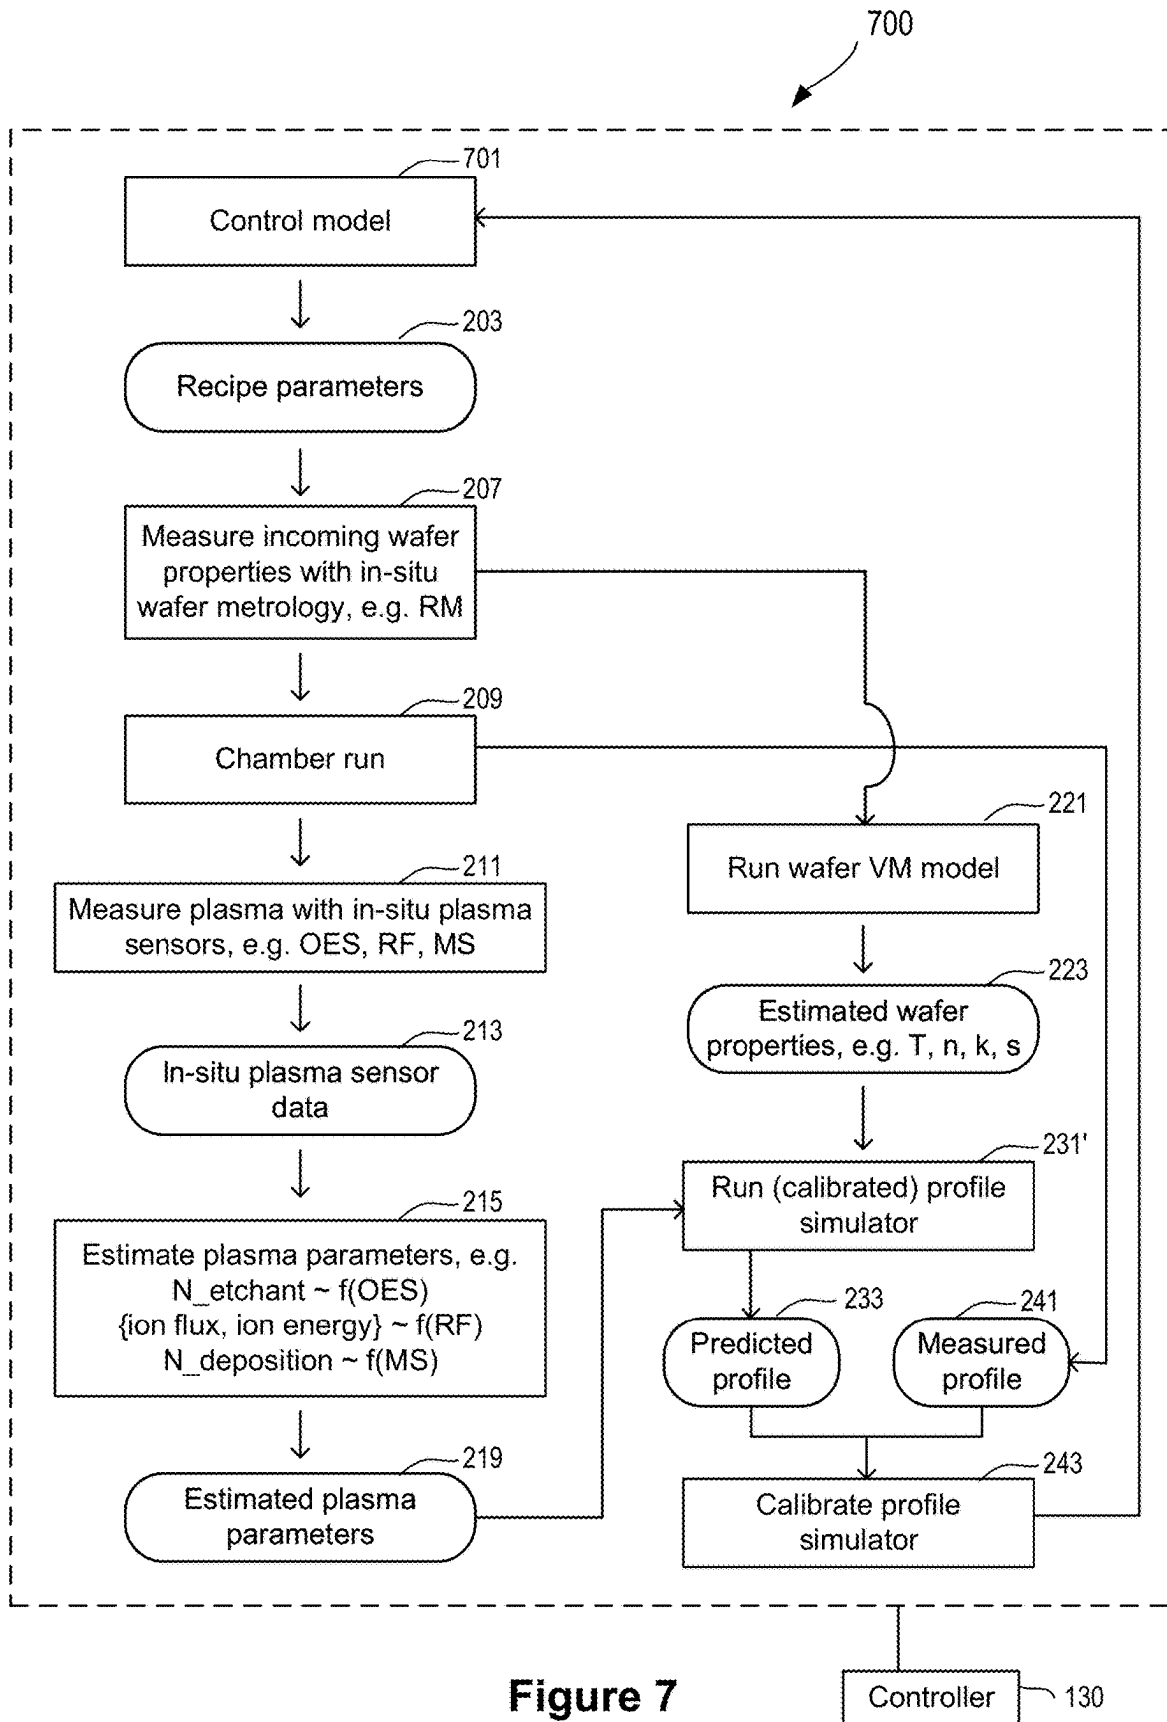 700
701
Control model
203
Recipe parameters
207
Measure incoming wafer
properties with in-situ
wafer metrology, e.g. RM
209
Chamber run
211
Measure plasma with in-situ plasma
sensors, e.g. OES, RF, MS
213
In-situ plasma sensor
data
215
Estimate plasma parameters, e.g.
N_etchant ~ f(OES)
{ion flux, ion energy} ~ f(RF)
N_deposition ~ f(MS)
219
Estimated plasma
parameters
221
Run wafer VM model
223
Estimated wafer
properties, e.g. T, n, k, s
231'
Run (calibrated) profile
simulator
233
Predicted
profile
241
Measured
profile
243
Calibrate profile
simulator
Figure 7
Controller
130